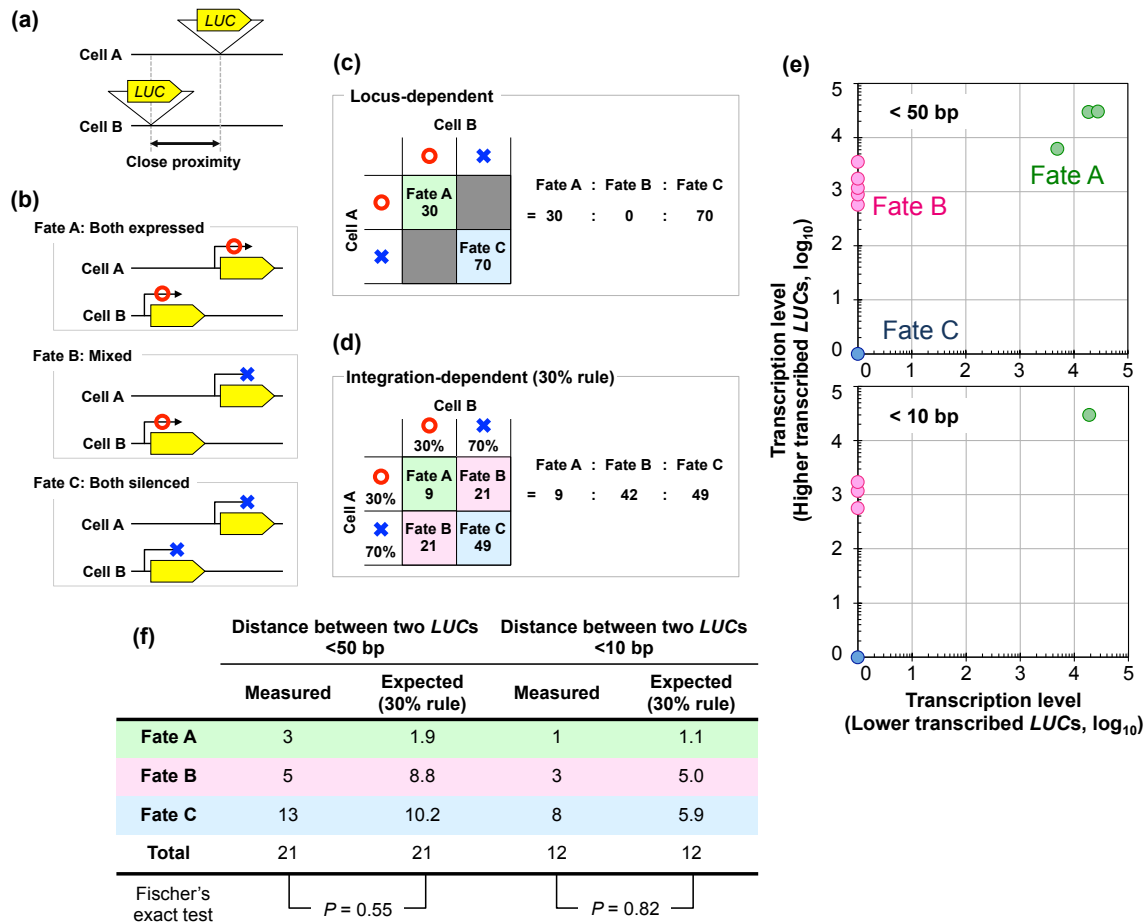 (a)
LUC
Cell A
LUC
Cell B
Close proximity
(b)
Fate A: Both expressed
Cell A
Cell B
Fate B: Mixed
Cell A
Cell B
Fate C: Both silenced
Cell A
Cell B
(c)
Locus-dependent
Cell B
Cell A
Fate A
30
Fate C
70
Fate A : Fate B : Fate C
= 30 : 0 : 70
(d)
Integration-dependent (30% rule)
Cell B
30% 70%
Cell A
30%
Fate A
9
Fate B
21
70%
Fate B
21
Fate C
49
Fate A : Fate B : Fate C
= 9 : 42 : 49
(e)
Transcription level
(Higher transcribed LUCs, log10)
5
4
3
2
1
0
< 50 bp
Fate A
Fate B
Fate C
0 1 2 3 4 5
5
4
3
2
1
0
< 10 bp
0 1 2 3 4 5
Transcription level
(Lower transcribed LUCs, log10)
(f)
Distance between two LUCs
<50 bp
Distance between two LUCs
<10 bp
Measured Expected Measured Expected
(30% rule) (30% rule)
Fate A 3 1.9 1 1.1
Fate B 5 8.8 3 5.0
Fate C 13 10.2 8 5.9
Total 21 21 12 12
Fischer's
exact test
P = 0.55 P = 0.82